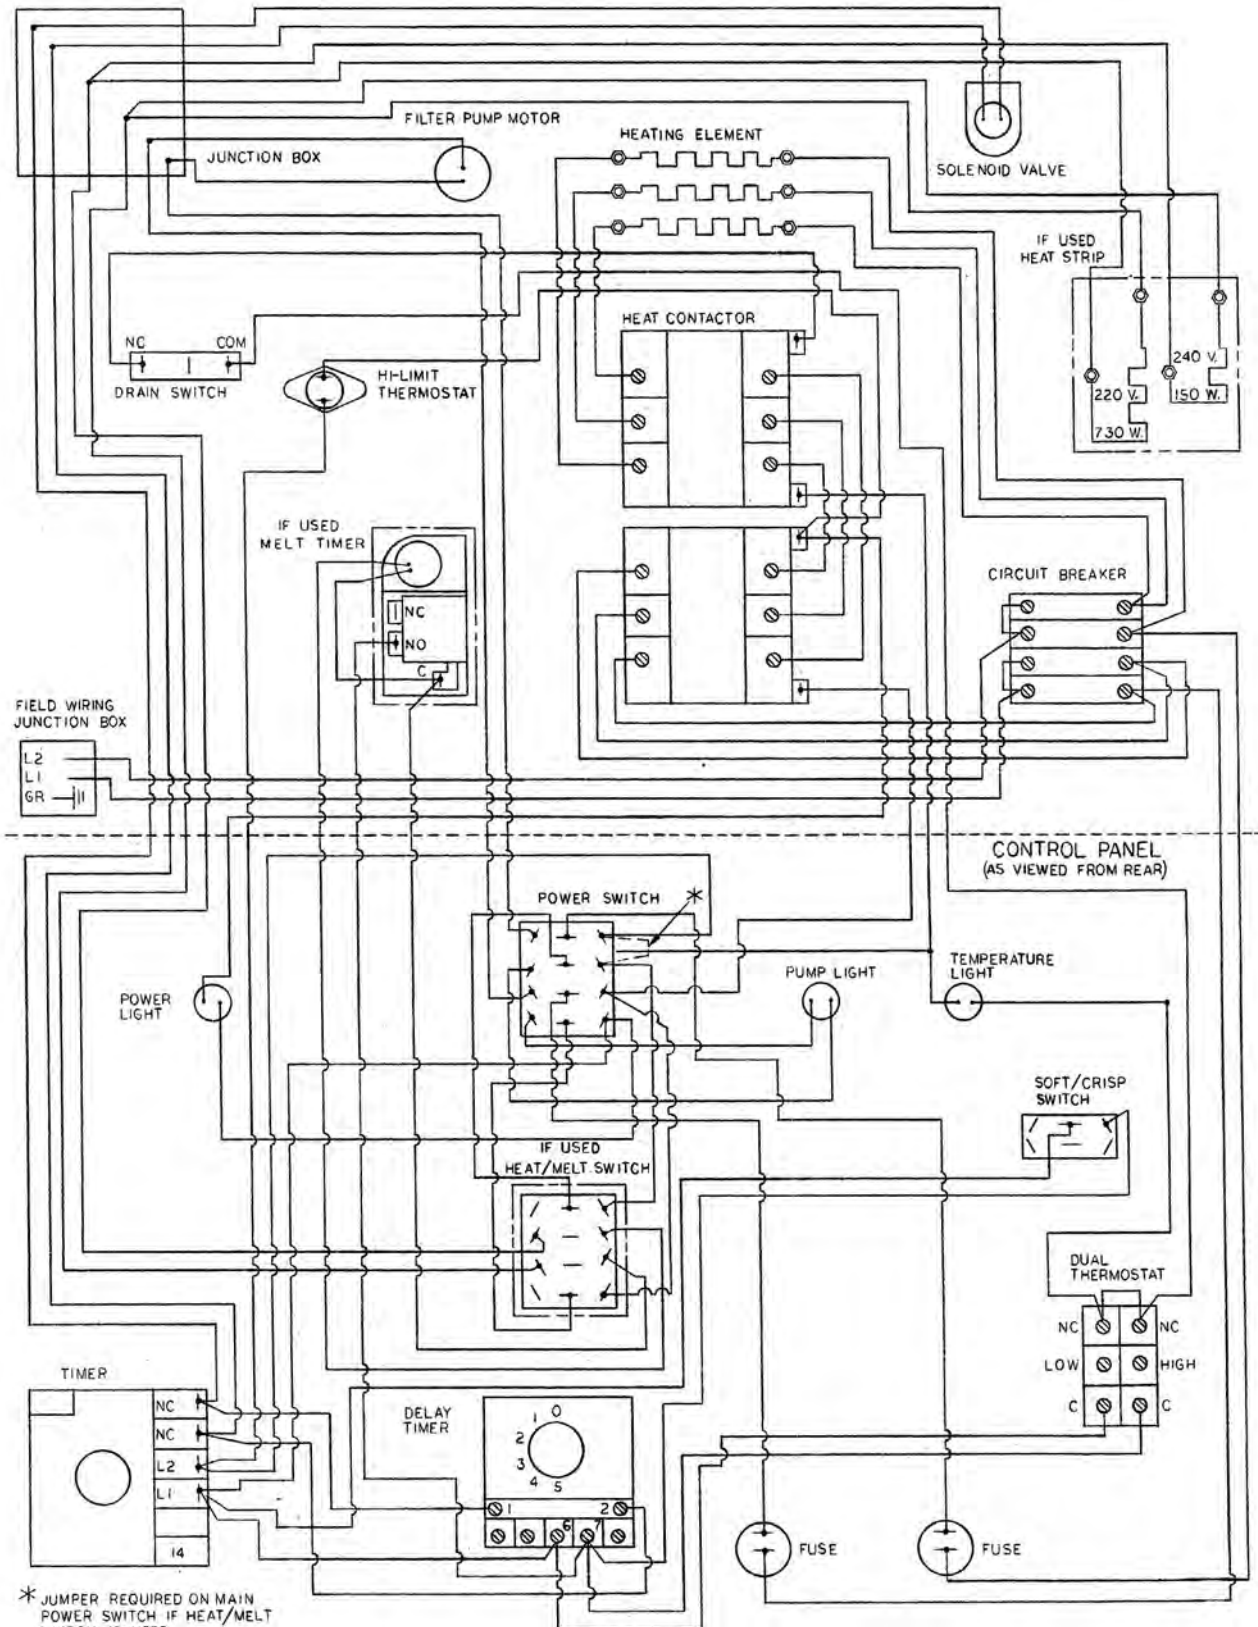 FILTER PUMP MOTOR
HEATING ELEMENT
JUNCTION BOX
SOLENOID VALVE
IF USED
HEAT STRIP
HEAT CONTACTOR
NC
COM
DRAIN SWITCH
HI-LIMIT
THERMOSTAT
240 V.
220 V.
150 W.
730 W.
IF USED
MELT TIMER
NC
NO
C
CIRCUIT BREAKER
FIELD WIRING
JUNCTION BOX
L2
L1
GR
CONTROL PANEL
(AS VIEWED FROM REAR)
POWER SWITCH
*
PUMP LIGHT
TEMPERATURE
LIGHT
POWER
LIGHT
SOFT/CRISP
SWITCH
IF USED
HEAT/MELT SWITCH
DUAL
THERMOSTAT
NC
NC
LOW
HIGH
C
C
TIMER
NC
NC
L2
L1
14
DELAY
TIMER
0
1
2
3
4
5
1
2
6
7
FUSE
FUSE
* JUMPER REQUIRED ON MAIN
POWER SWITCH IF HEAT/MELT